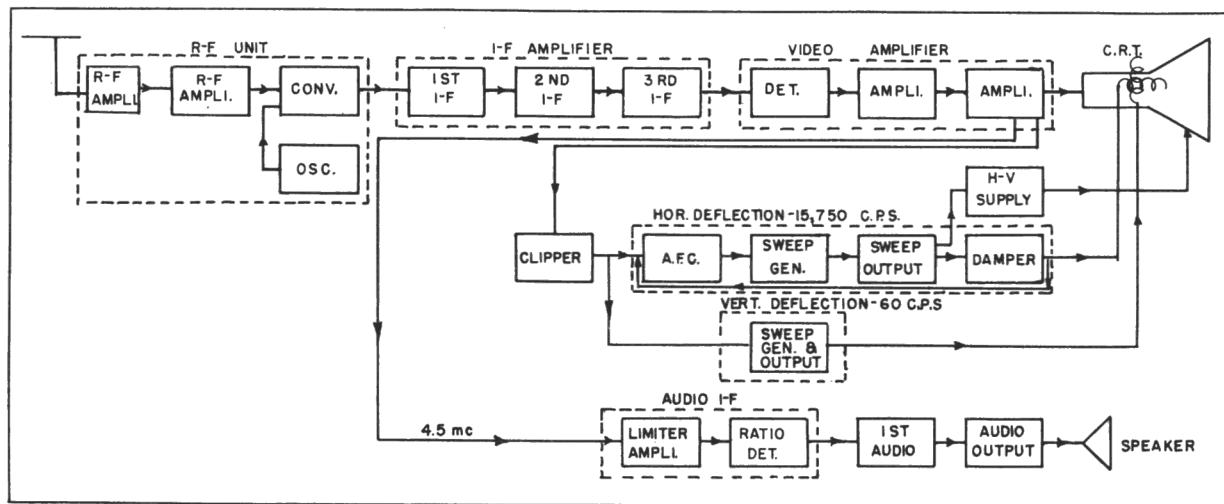 R-F UNIT
R-F
AMPLI.
R-F
AMPLI.
CONV.
OSC.
I-F AMPLIFIER
1ST
I-F
2ND
I-F
3RD
I-F
VIDEO AMPLIFIER
DET.
AMPLI.
AMPLI.
C.R.T.
H-V
SUPPLY
HOR. DEFLECTION-15,750 C.P.S.
CLIPPER
A.F.C.
SWEEP
GEN.
SWEEP
OUTPUT
DAMPER
VERT. DEFLECTION-60 C.P.S
SWEEP
GEN. &
OUTPUT
AUDIO I-F
4.5 mc
LIMITER
AMPLI.
RATIO
DET.
1ST
AUDIO
AUDIO
OUTPUT
SPEAKER